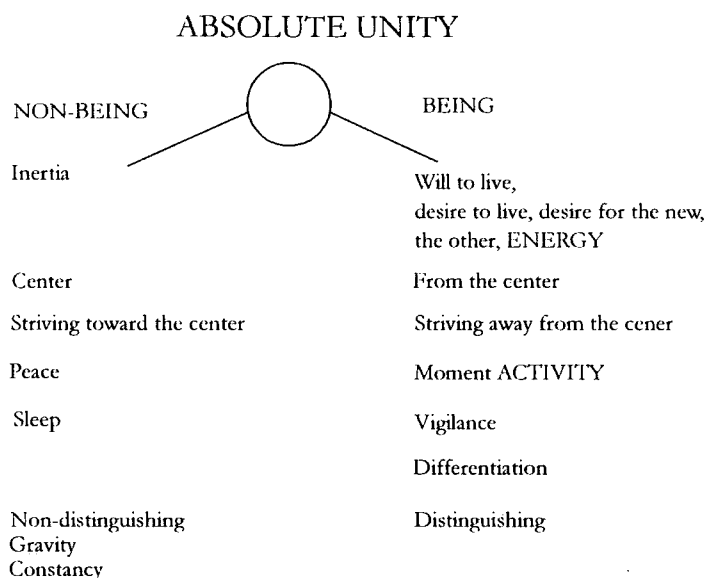 ABSOLUTE UNITY
NON-BEING
BEING
Inertia
Will to live,
desire to live, desire for the new,
the other, ENERGY
Center
From the center
Striving toward the center
Striving away from the cener
Peace
Moment ACTIVITY
Sleep
Vigilance
Differentiation
Non-distinguishing
Distinguishing
Gravity
Constancy